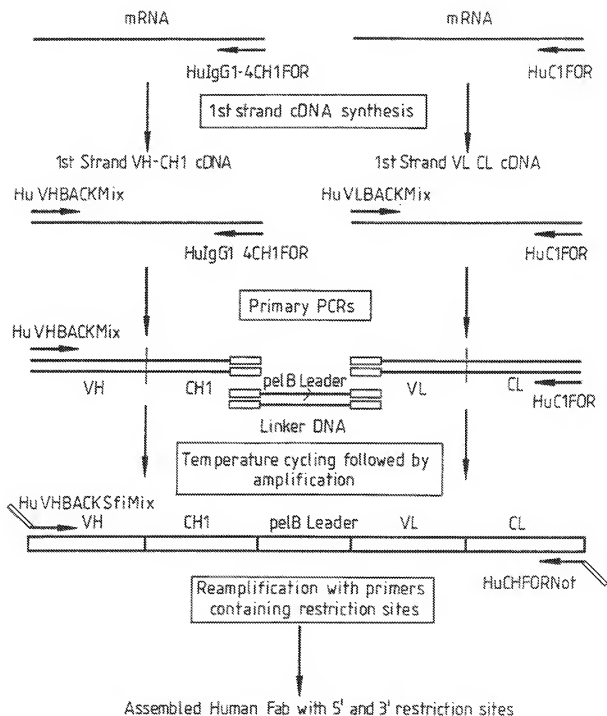 mRNA mRNA
HuIgG1-4CH1FOR HuC1FOR
1st strand cDNA synthesis
1st Strand VH-CH1 cDNA 1st Strand VL CL cDNA
Hu VHBACKMix Hu VLBACKMix
HuIgG1 4CH1FOR HuC1FOR
Primary PCRs
Hu VHBACKMix
VH CH1 pelB Leader VL CL
HuC1FOR
Linker DNA
Temperature cycling followed by
amplification
Hu VHBACKSfiMix
VH CH1 pelB Leader VL CL
HuCHFORNot
Reamplification with primers
containing restriction sites
Assembled Human Fab with 5' and 3' restriction sites